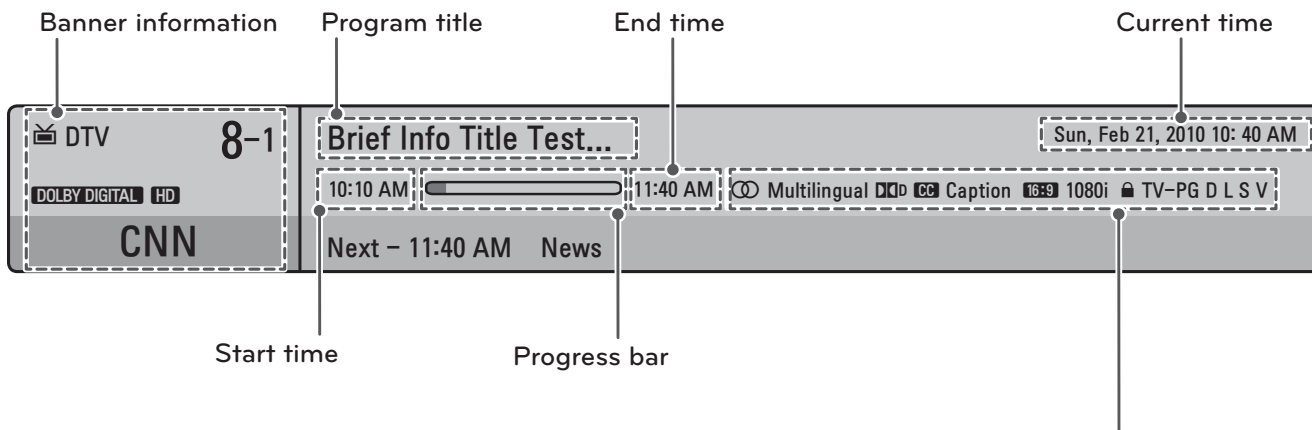 Banner information Program title End time Current time
DTV 8-1 Brief Info Title Test... Sun, Feb 21, 2010 10: 40 AM
DOLBY DIGITAL HD 10:10 AM 11:40 AM Multilingual DD D CC Caption 16:9 1080i TV-PG D L S V
CNN Next - 11:40 AM News
Start time Progress bar